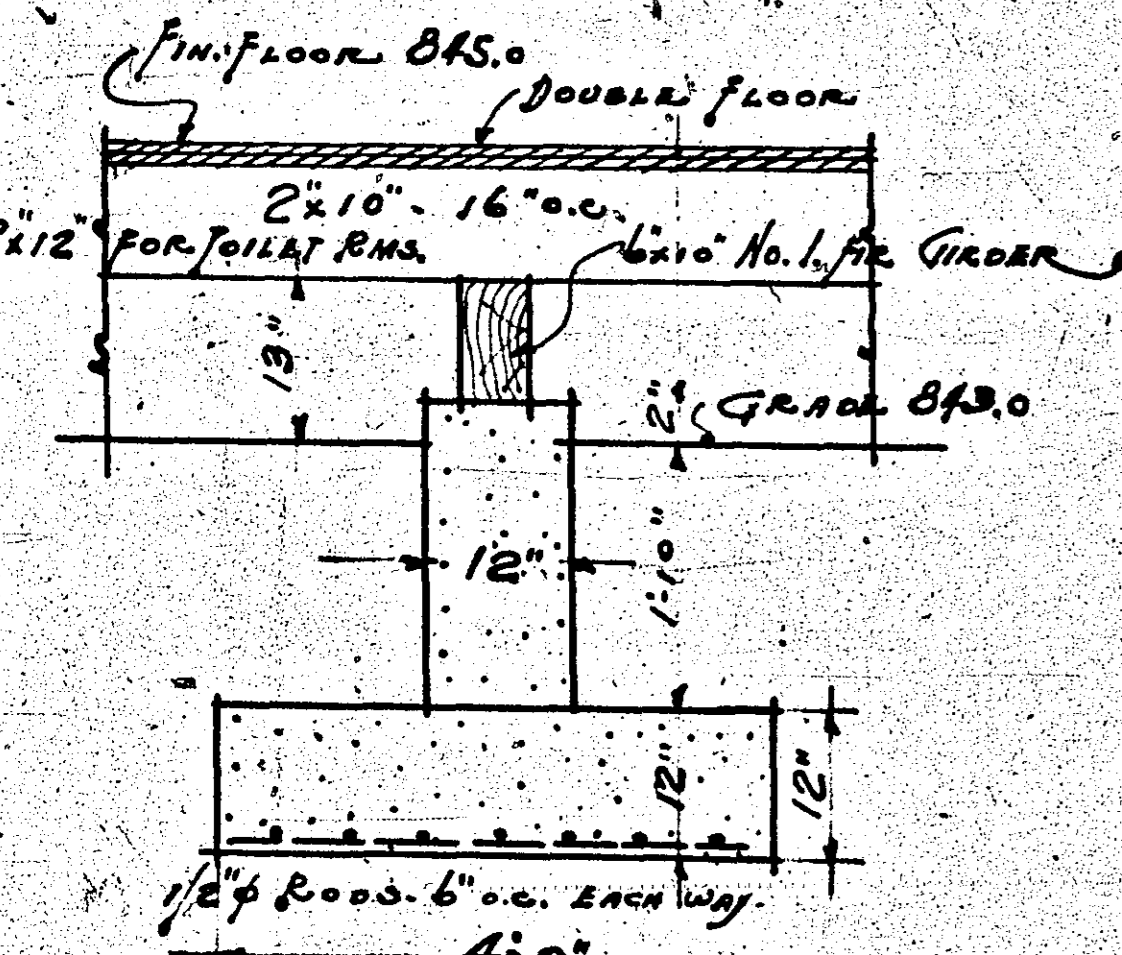 FIN. FLOOR 845.0
DOUBLE FLOOR
2"x10" - 16" o.c.
"x12" FOR TOILET RMS.
6"x10" No. 1 FIR GIRDER
13"
2"
GRADE 843.0
12"
1'-10"
12"
12"
1/2"φ RODS - 6" o.c. EACH WAY.